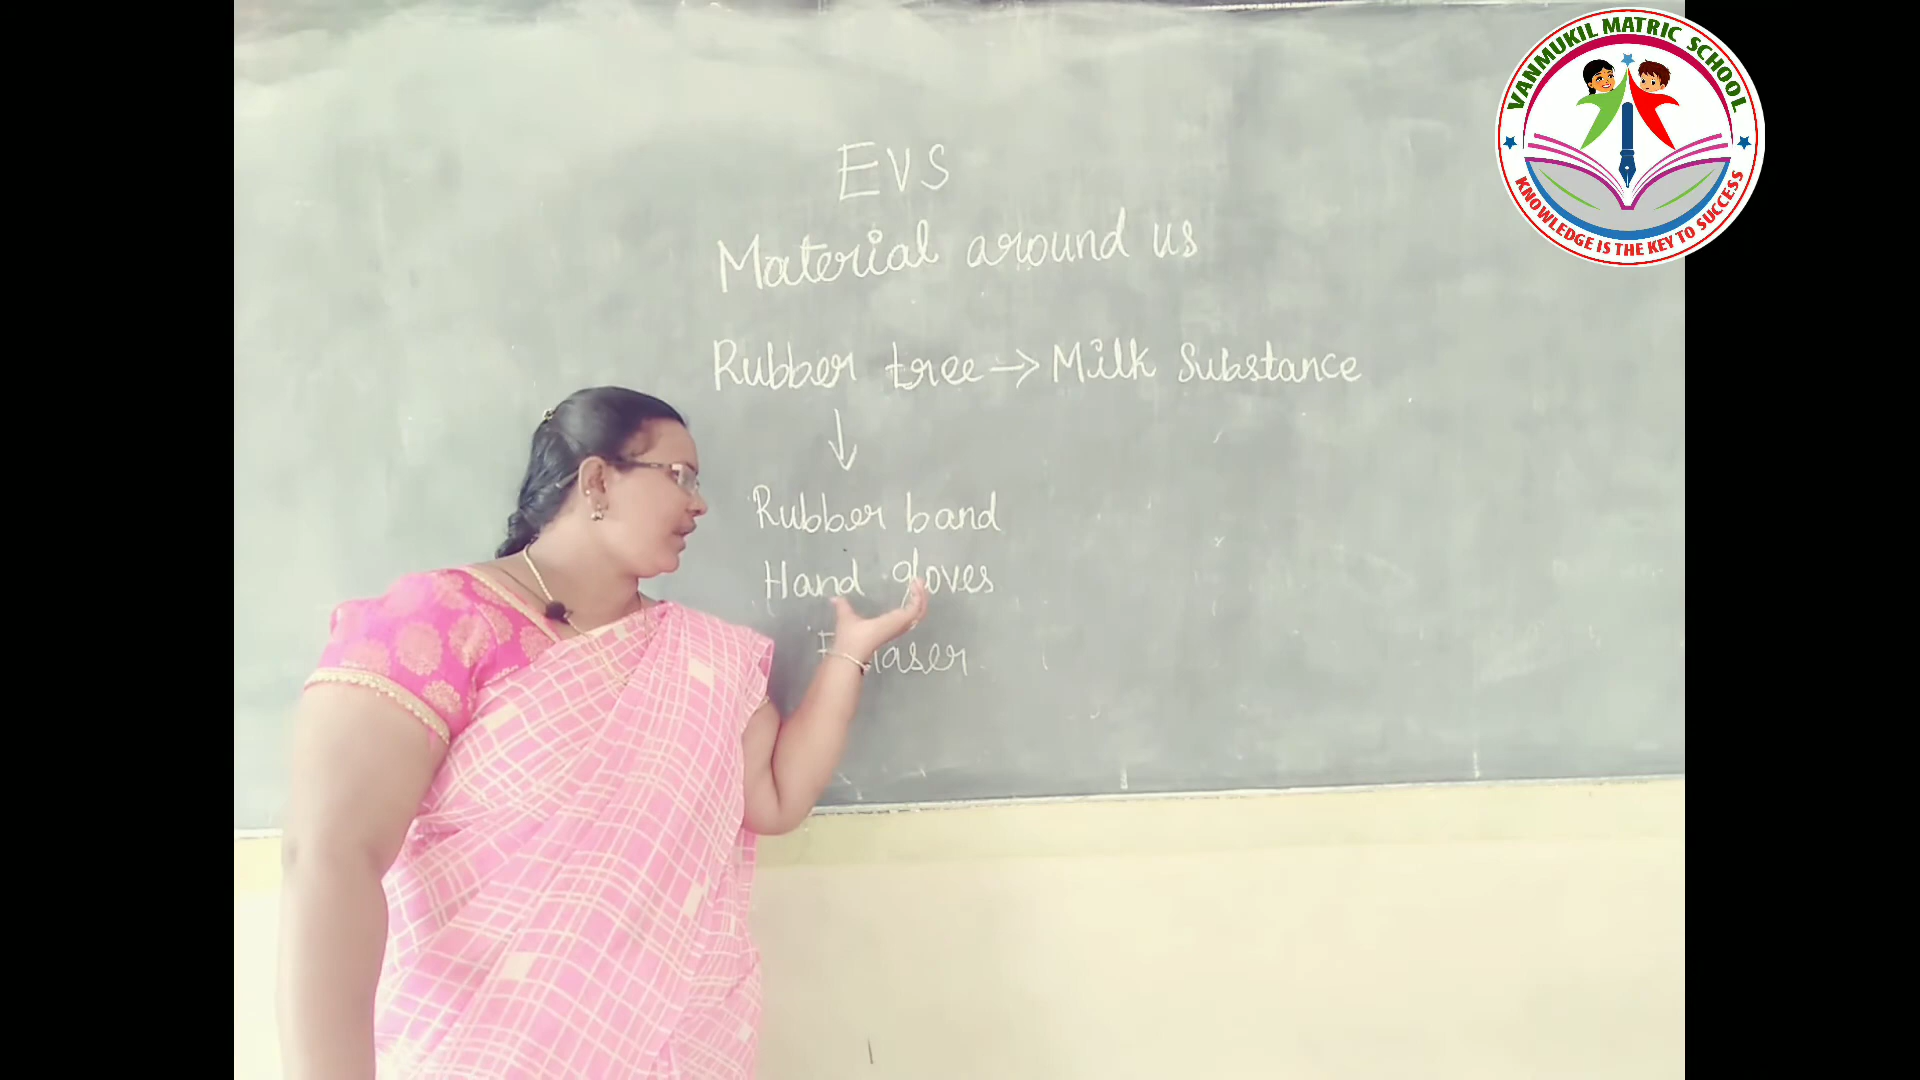 VANMUKIL MATRIC SCHOOL
KNOWLEDGE IS THE KEY TO SUCCESS
EVS
Material around us
Rubber tree → Milk Substance
↓
Rubber band
Hand gloves
Eraser